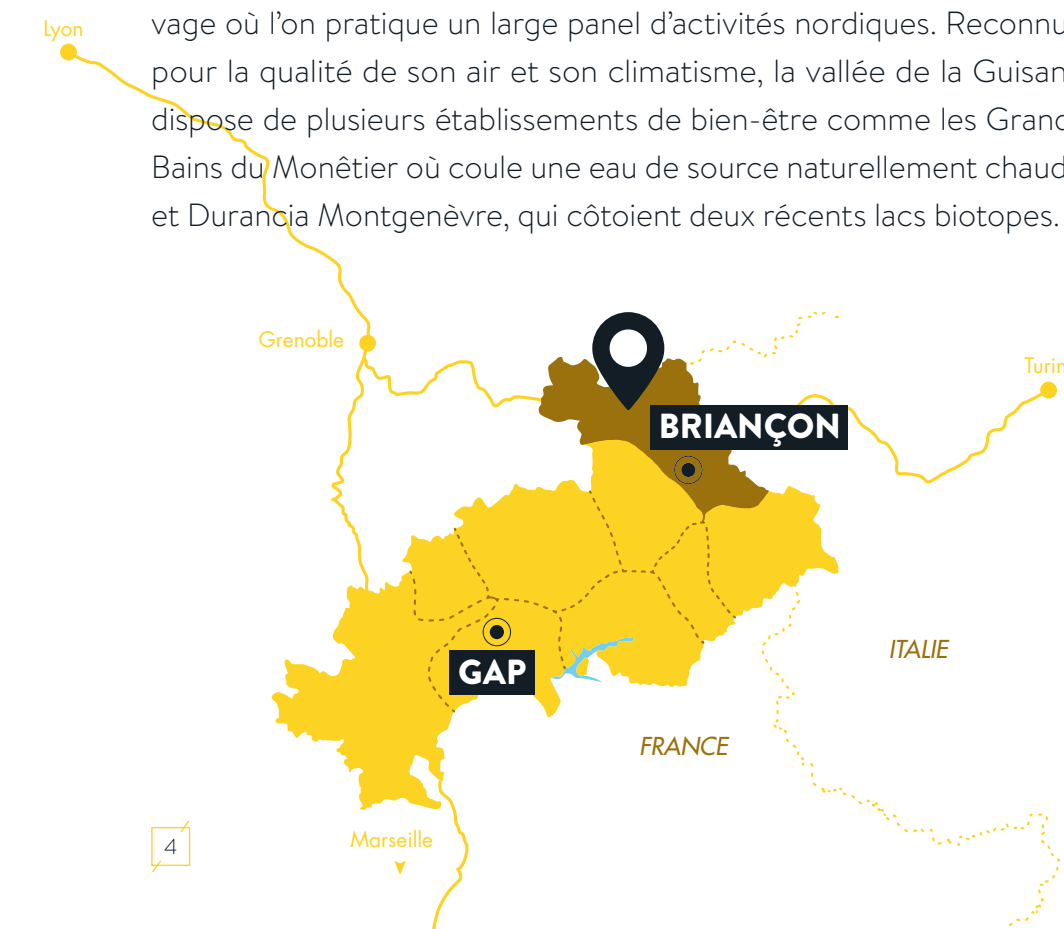 Lyon
vage où l'on pratique un large panel d'activités nordiques. Reconnu
pour la qualité de son air et son climatisme, la vallée de la Guisan
dispose de plusieurs établissements de bien-être comme les Grand
Bains du Monêtier où coule une eau de source naturellement chaud
et Durancia Montgenèvre, qui côtoient deux récents lacs biotopes.
Grenoble
Turin
BRIANÇON
ITALIE
GAP
FRANCE
Marseille
4